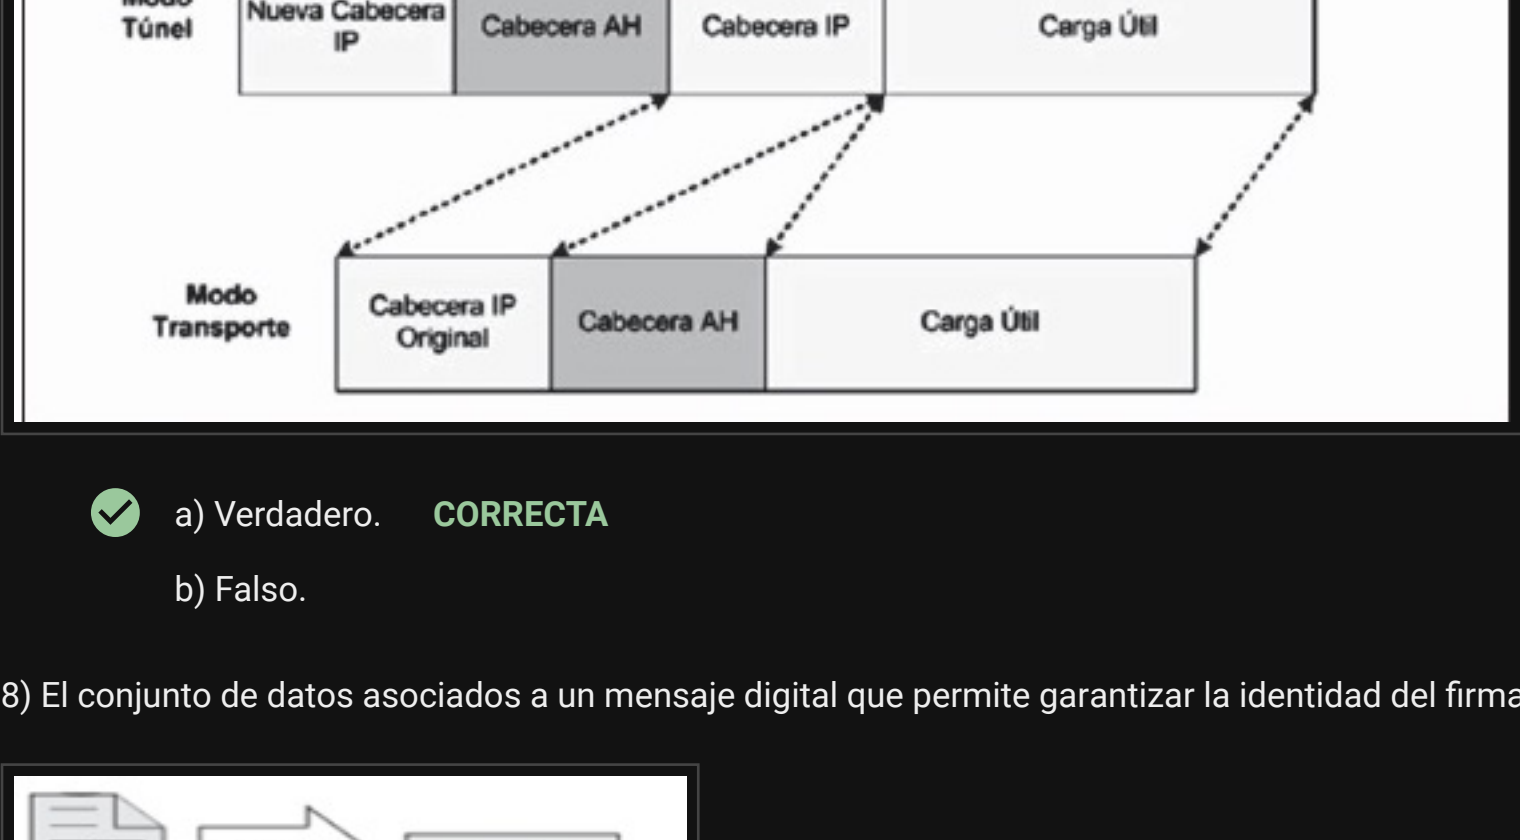 Túnel
Nueva Cabecera
IP
Cabecera AH
Cabecera IP
Carga Útil
Modo
Transporte
Cabecera IP
Original
Cabecera AH
Carga Útil
a) Verdadero. CORRECTA
b) Falso.
8) El conjunto de datos asociados a un mensaje digital que permite garantizar la identidad del firma